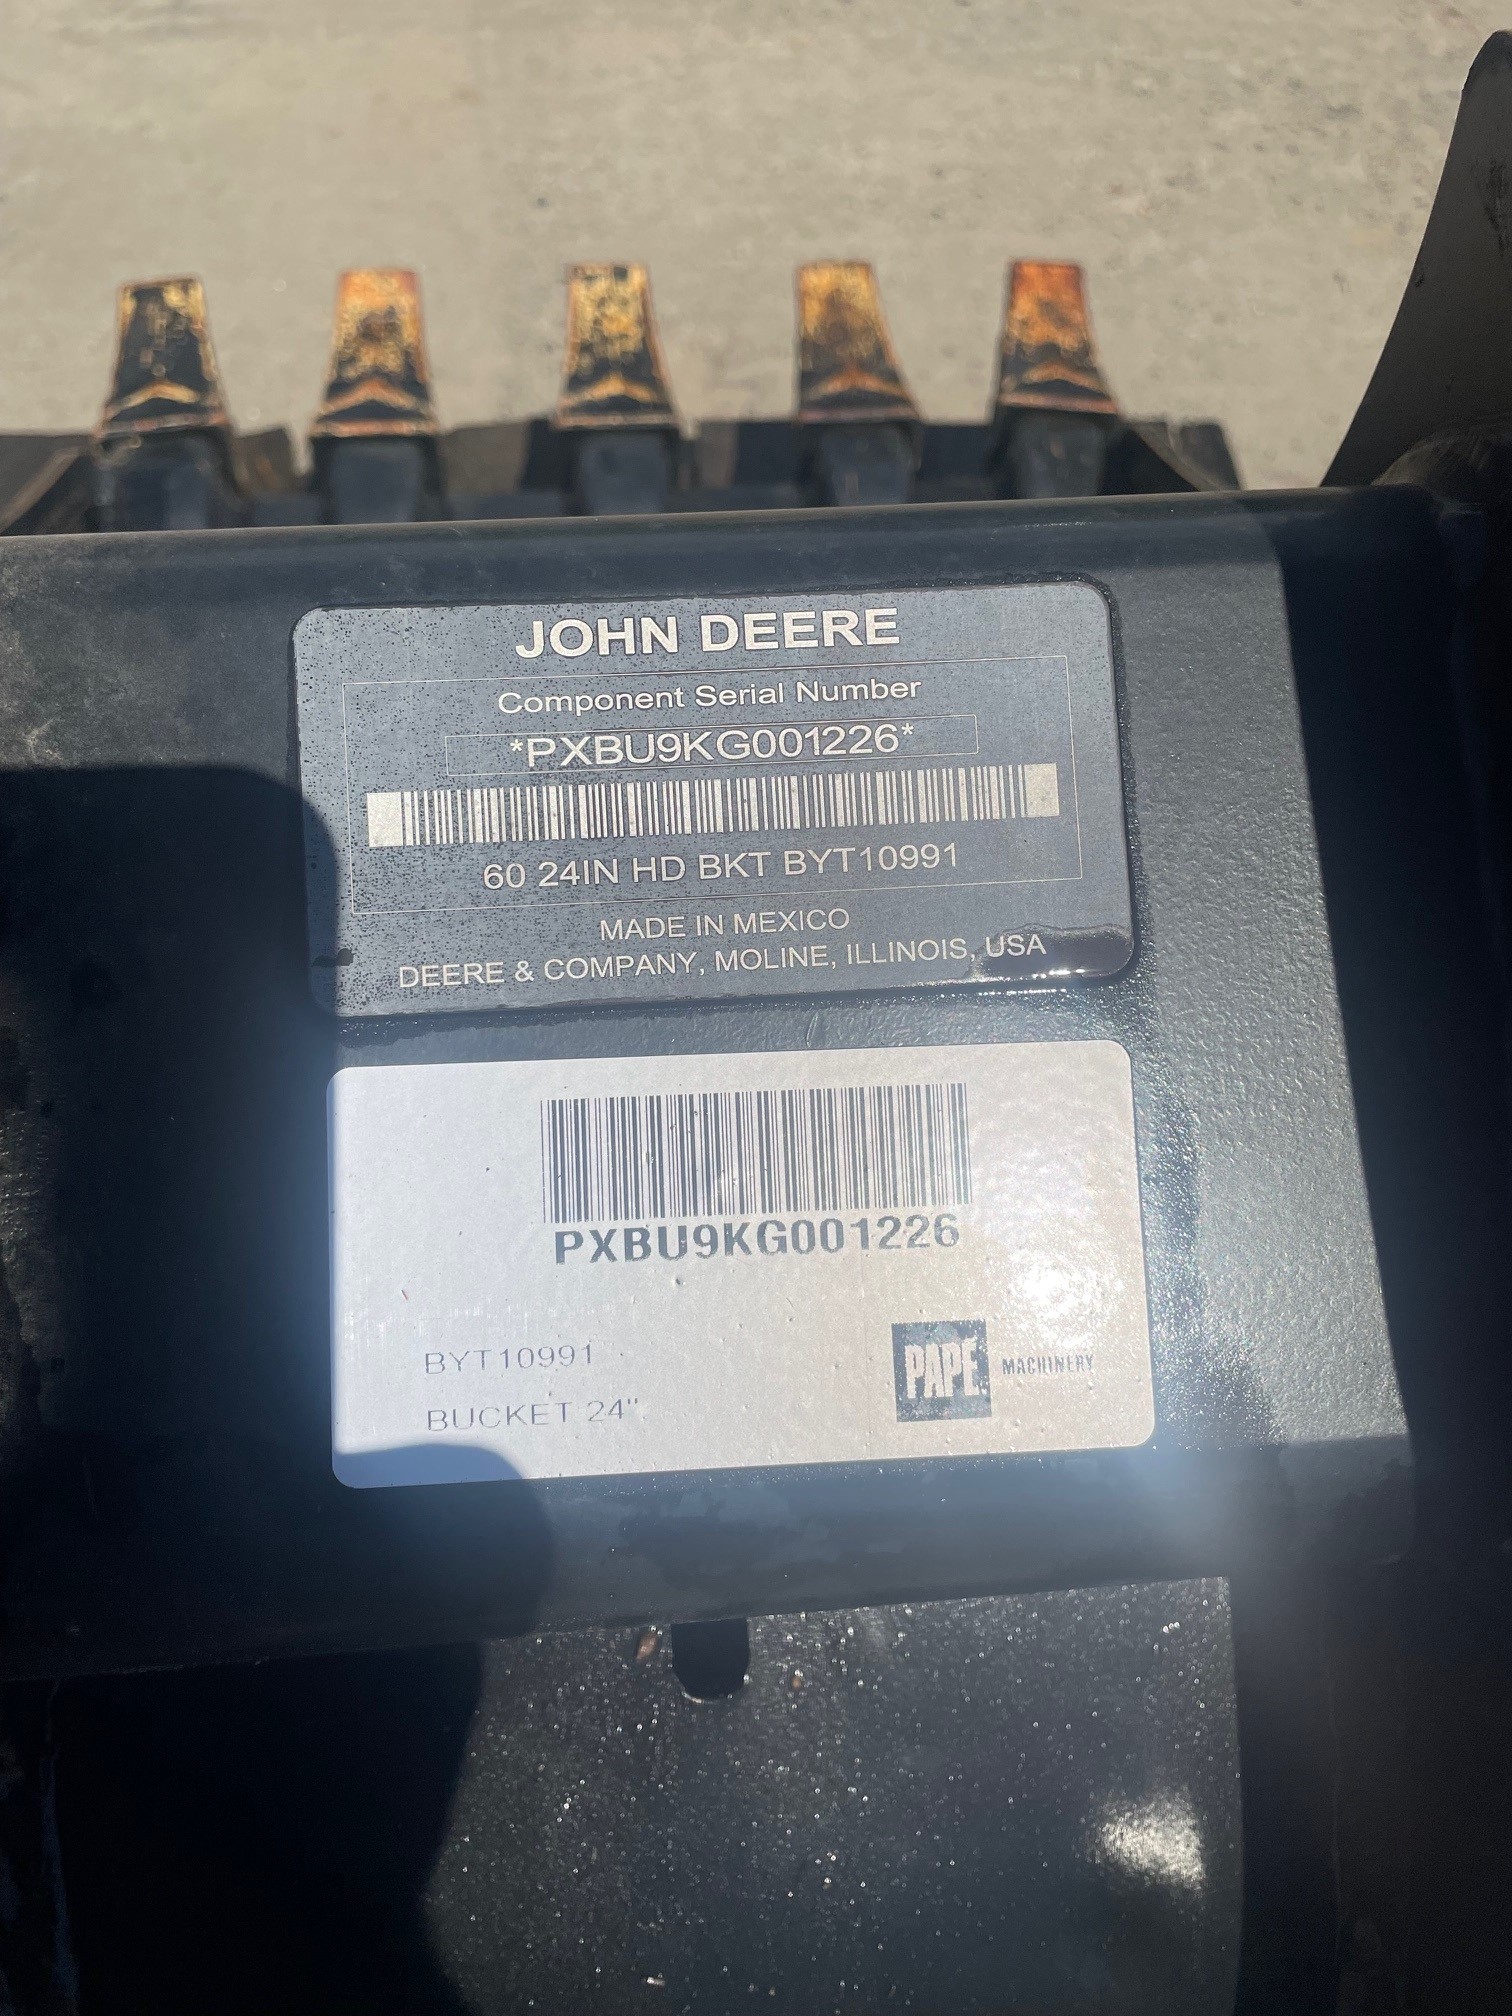 JOHN DEERE
Component Serial Number
*PXBU9KG001226*
60 24IN HD BKT BYT10991
MADE IN MEXICO
DEERE & COMPANY, MOLINE, ILLINOIS, USA
PXBU9KG001226
BYT10991
BUCKET 24"
PAPÉ MACHINERY